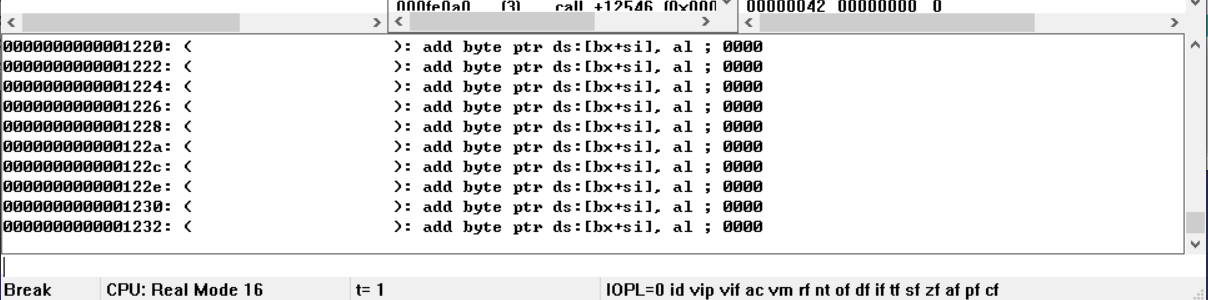 000fe0a0 (3) call +12546 (0x000
00000042 00000000 0
0000000000001220: ( ): add byte ptr ds:[bx+si], al ; 0000
0000000000001222: ( ): add byte ptr ds:[bx+si], al ; 0000
0000000000001224: ( ): add byte ptr ds:[bx+si], al ; 0000
0000000000001226: ( ): add byte ptr ds:[bx+si], al ; 0000
0000000000001228: ( ): add byte ptr ds:[bx+si], al ; 0000
000000000000122a: ( ): add byte ptr ds:[bx+si], al ; 0000
000000000000122c: ( ): add byte ptr ds:[bx+si], al ; 0000
000000000000122e: ( ): add byte ptr ds:[bx+si], al ; 0000
0000000000001230: ( ): add byte ptr ds:[bx+si], al ; 0000
0000000000001232: ( ): add byte ptr ds:[bx+si], al ; 0000
Break CPU: Real Mode 16 t= 1 IOPL=0 id vip vif ac vm rf nt of df if tf sf zf af pf cf